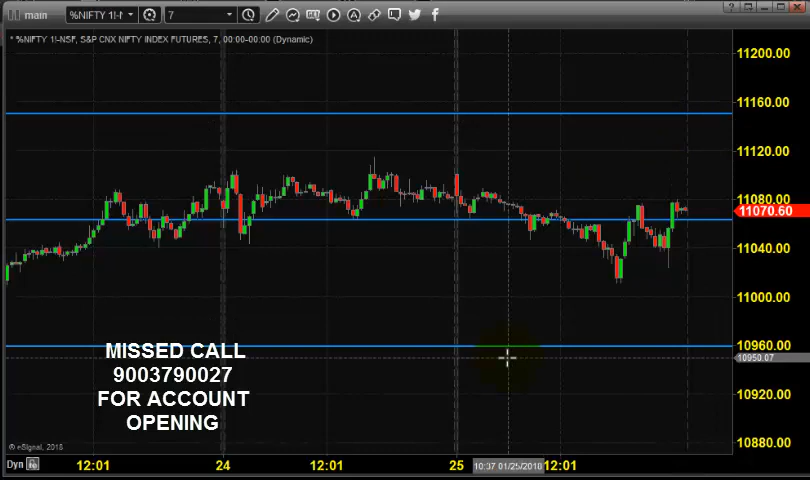 main
%NIFTY 1!-N
7
* %NIFTY 1!-NSF, S&P CNX NIFTY INDEX FUTURES, 7, 00:00-00:00 (Dynamic)
11200.00
11160.00
11120.00
11080.00
11070.60
11040.00
11000.00
10960.00
10950.07
10920.00
10880.00
MISSED CALL
9003790027
FOR ACCOUNT
OPENING
© eSignal, 2018
Dyn
12:01
24
12:01
25
10:37 01/25/2018
12:01